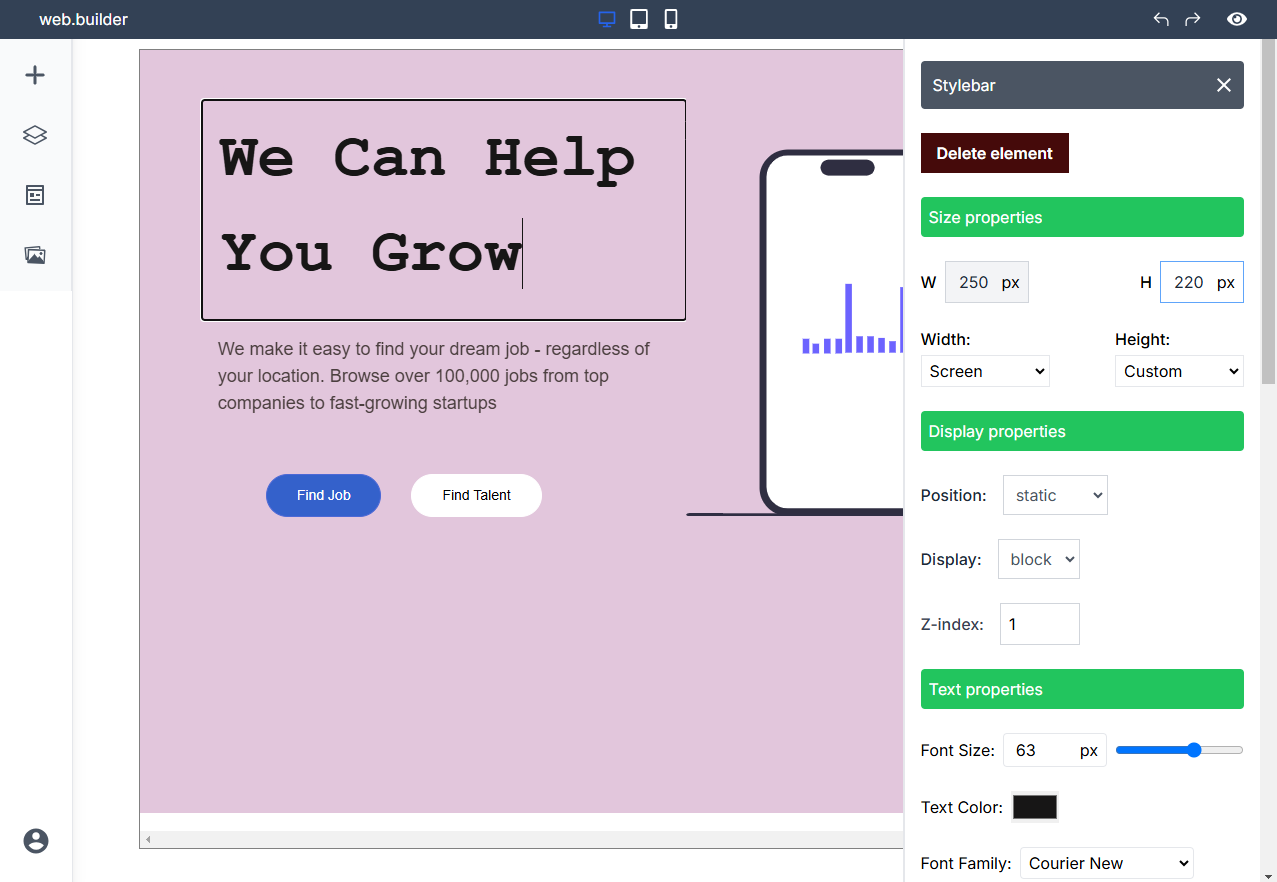 web.builder
We Can Help
You Grow
We make it easy to find your dream job - regardless of
your location. Browse over 100,000 jobs from top
companies to fast-growing startups
Find Job
Find Talent
Stylebar
Delete element
Size properties
W 250 px H 220 px
Width: Height:
Screen Custom
Display properties
Position: static
Display: block
Z-index: 1
Text properties
Font Size: 63 px
Text Color:
Font Family: Courier New